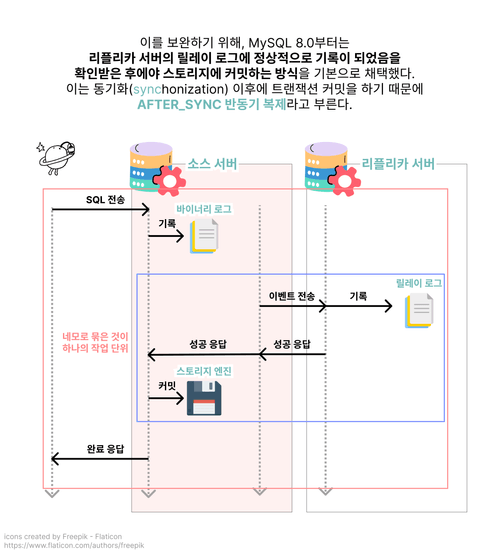 이를 보완하기 위해, MySQL 8.0부터는
리플리카 서버의 릴레이 로그에 정상적으로 기록이 되었음을
확인받은 후에야 스토리지에 커밋하는 방식을 기본으로 채택했다.
이는 동기화(synchonization) 이후에 트랜잭션 커밋을 하기 때문에
AFTER_SYNC 반동기 복제라고 부른다.
소스 서버
리플리카 서버
SQL 전송
바이너리 로그
기록
릴레이 로그
이벤트 전송
기록
네모로 묶은 것이
하나의 작업 단위
성공 응답
성공 응답
스토리지 엔진
커밋
완료 응답
icons created by Freepik - Flaticon
https://www.flaticon.com/authors/freepik